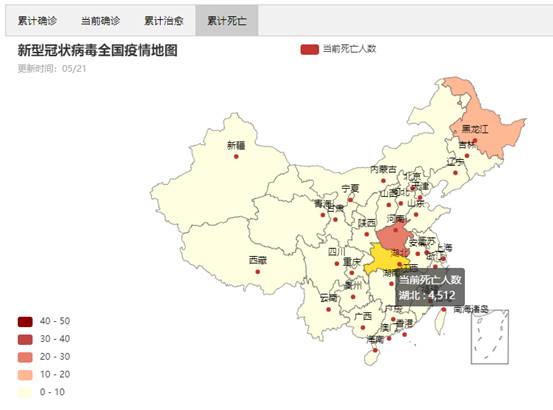 累计确诊 当前确诊 累计治愈 累计死亡
新型冠状病毒全国疫情地图
更新时间：05/21
当前死亡人数
黑龙江
吉林
新疆
辽宁
内蒙古
北京
天津
宁夏
山西
河北
青海
甘肃
山东
陕西
河南
江苏
安徽
上海
四川
湖北
重庆
西藏
浙江
江西
当前死亡人数
湖南
湖北：4,512
贵州
云南
南海诸岛
广东
广西
澳门
香港
海南
40 - 50
30 - 40
20 - 30
10 - 20
0 - 10